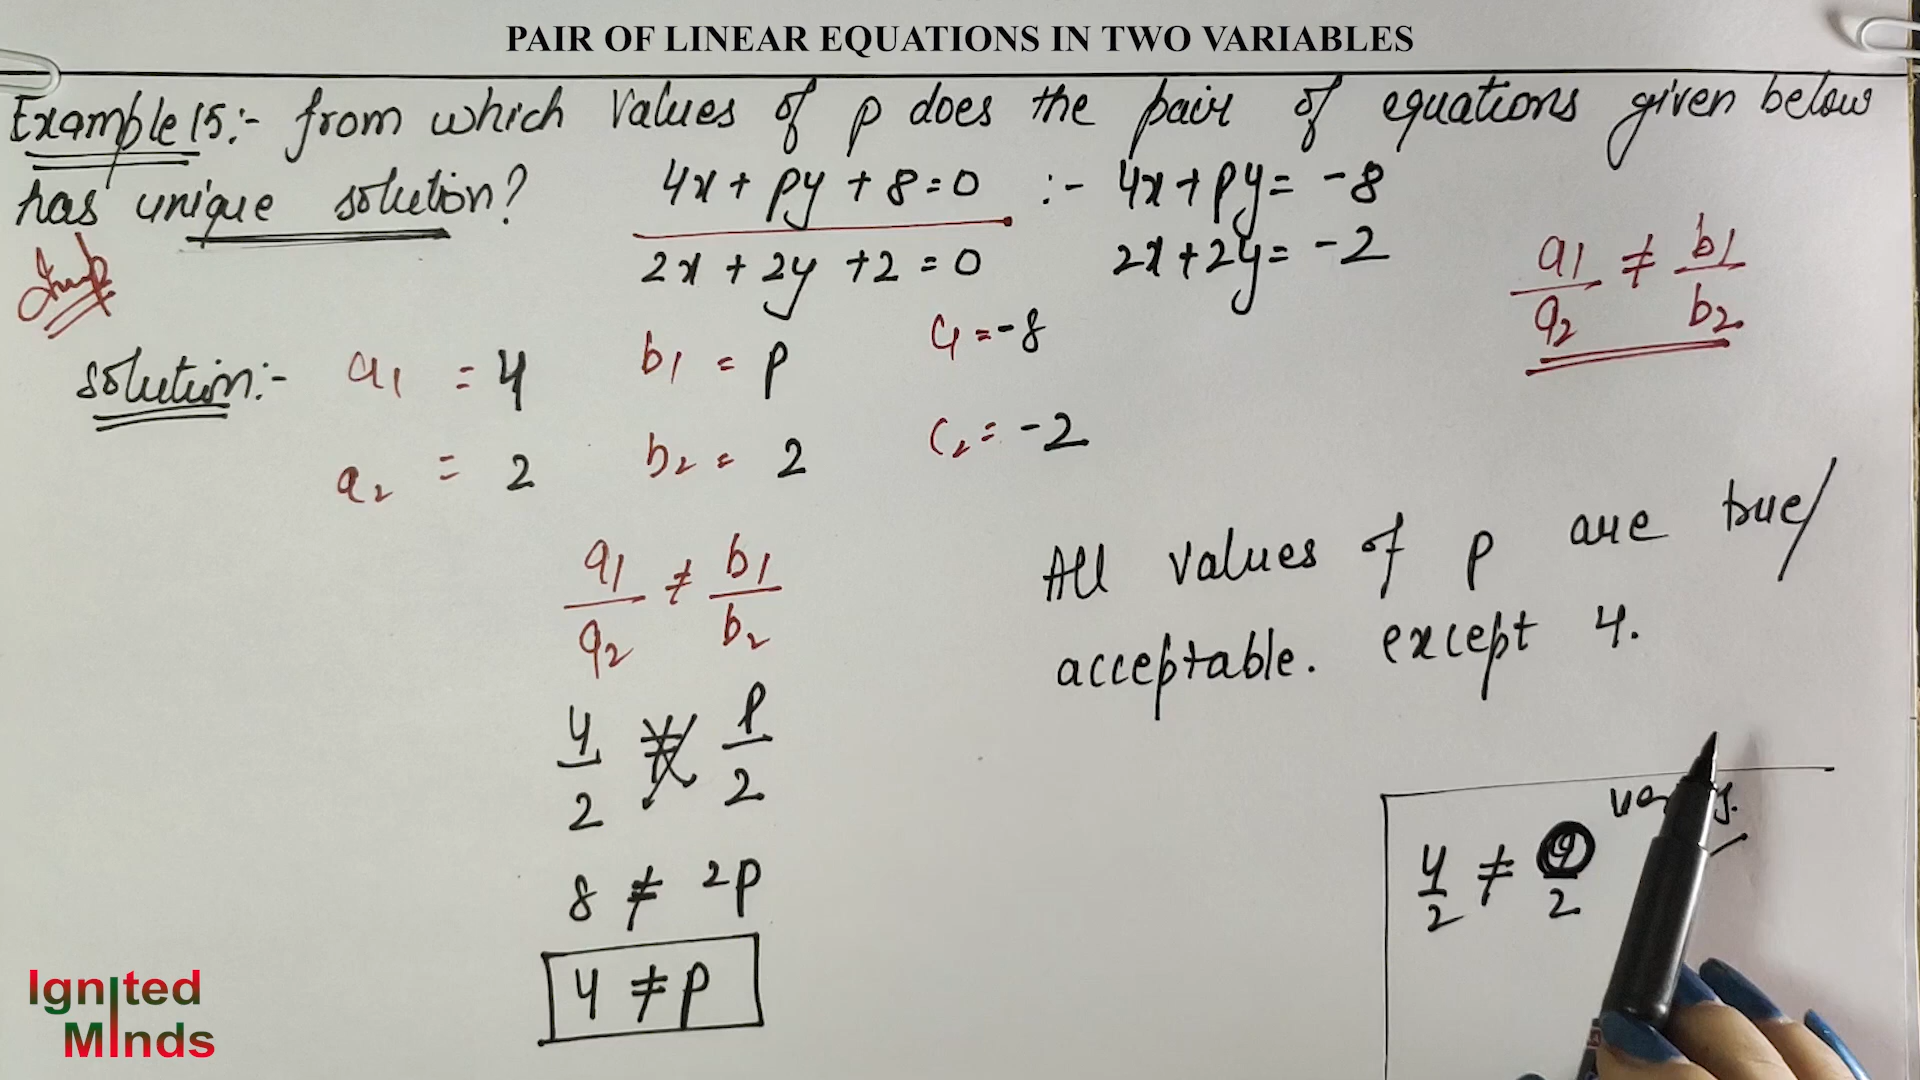 PAIR OF LINEAR EQUATIONS IN TWO VARIABLES
Example 15:- from which values of p does the pair of equations given below
has unique solution? 4x + py + 8 = 0 :- 4x + py = -8
2x + 2y + 2 = 0 2x + 2y = -2
a1/a2 ≠ b1/b2
Imp
solution:- a1 = 4 b1 = p c1 = -8
a2 = 2 b2 = 2 c2 = -2
a1/a2 ≠ b1/b2
4/2 ≠ p/2
8 ≠ 2p
4 ≠ p
All values of p are true/
acceptable. except 4.
4/2 ≠ /2
Ignited
Minds